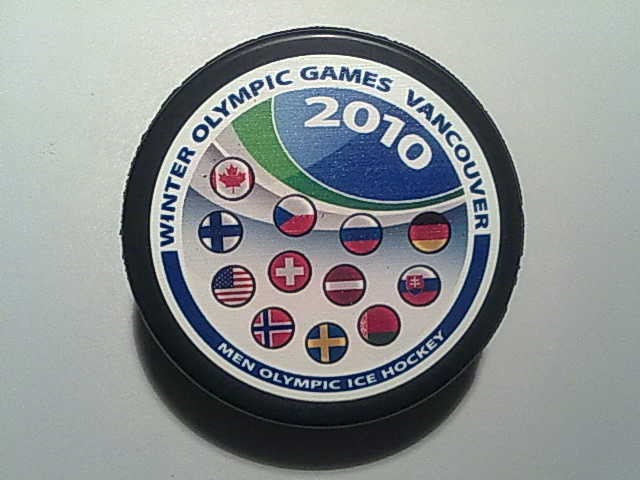 WINTER OLYMPIC GAMES VANCOUVER
2010
MEN OLYMPIC ICE HOCKEY